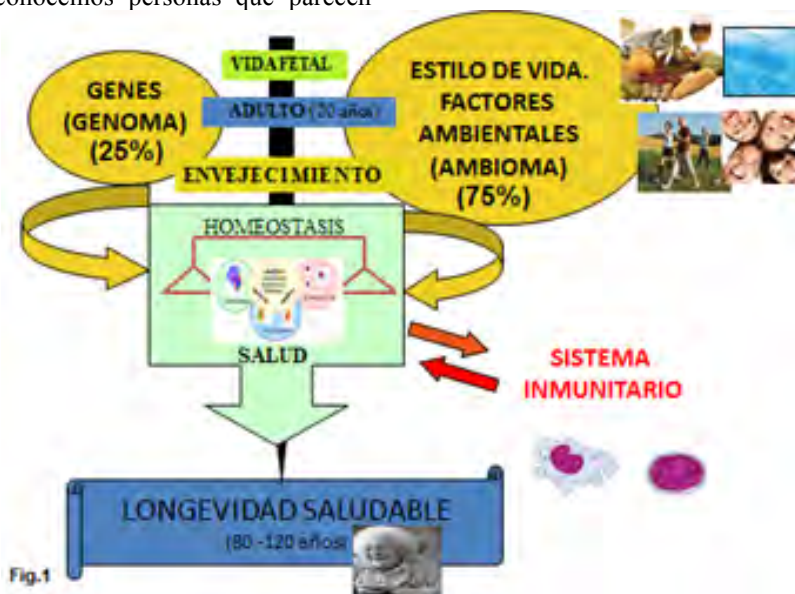 conocemos personas que parecen
VIDA FETAL
GENES
(GENOMA)
(25%)
ADULTO (20 años)
ENVEJECIMIENTO
ESTILO DE VIDA.
FACTORES
AMBIENTALES
(AMBIOMA)
(75%)
HOMEOSTASIS
SALUD
SISTEMA
INMUNITARIO
LONGEVIDAD SALUDABLE
(80 -120 años)
Fig.1